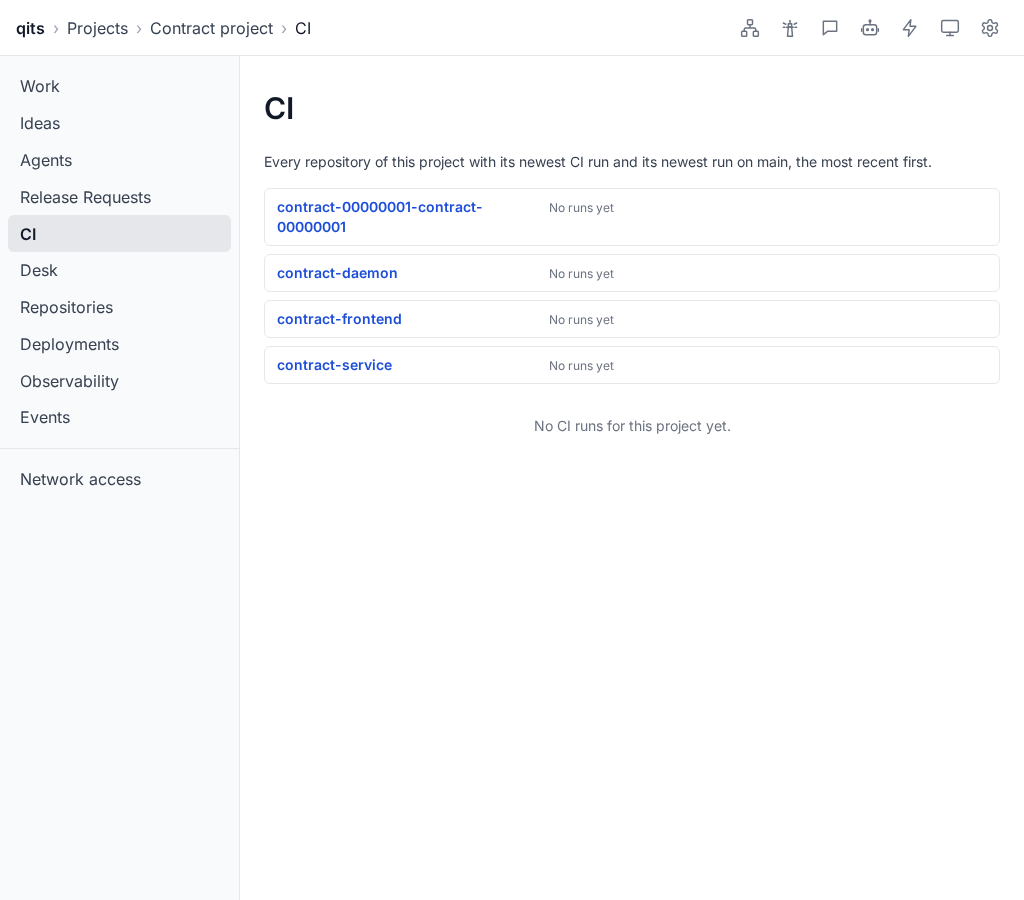 qits › Projects › Contract project › CI
Work
Ideas
Agents
Release Requests
CI
Desk
Repositories
Deployments
Observability
Events
Network access
CI
Every repository of this project with its newest CI run and its newest run on main, the most recent first.
contract-00000001-contract-
00000001
No runs yet
contract-daemon No runs yet
contract-frontend No runs yet
contract-service No runs yet
No CI runs for this project yet.